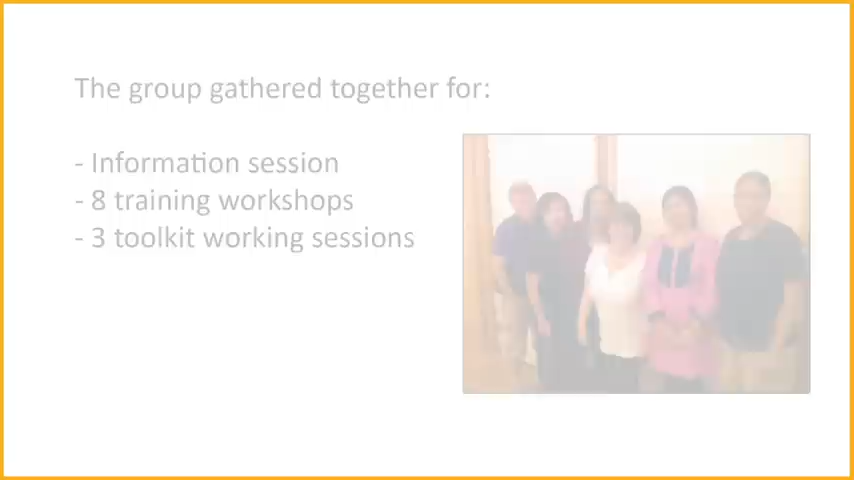 The group gathered together for:
- Information session
- 8 training workshops
- 3 toolkit working sessions